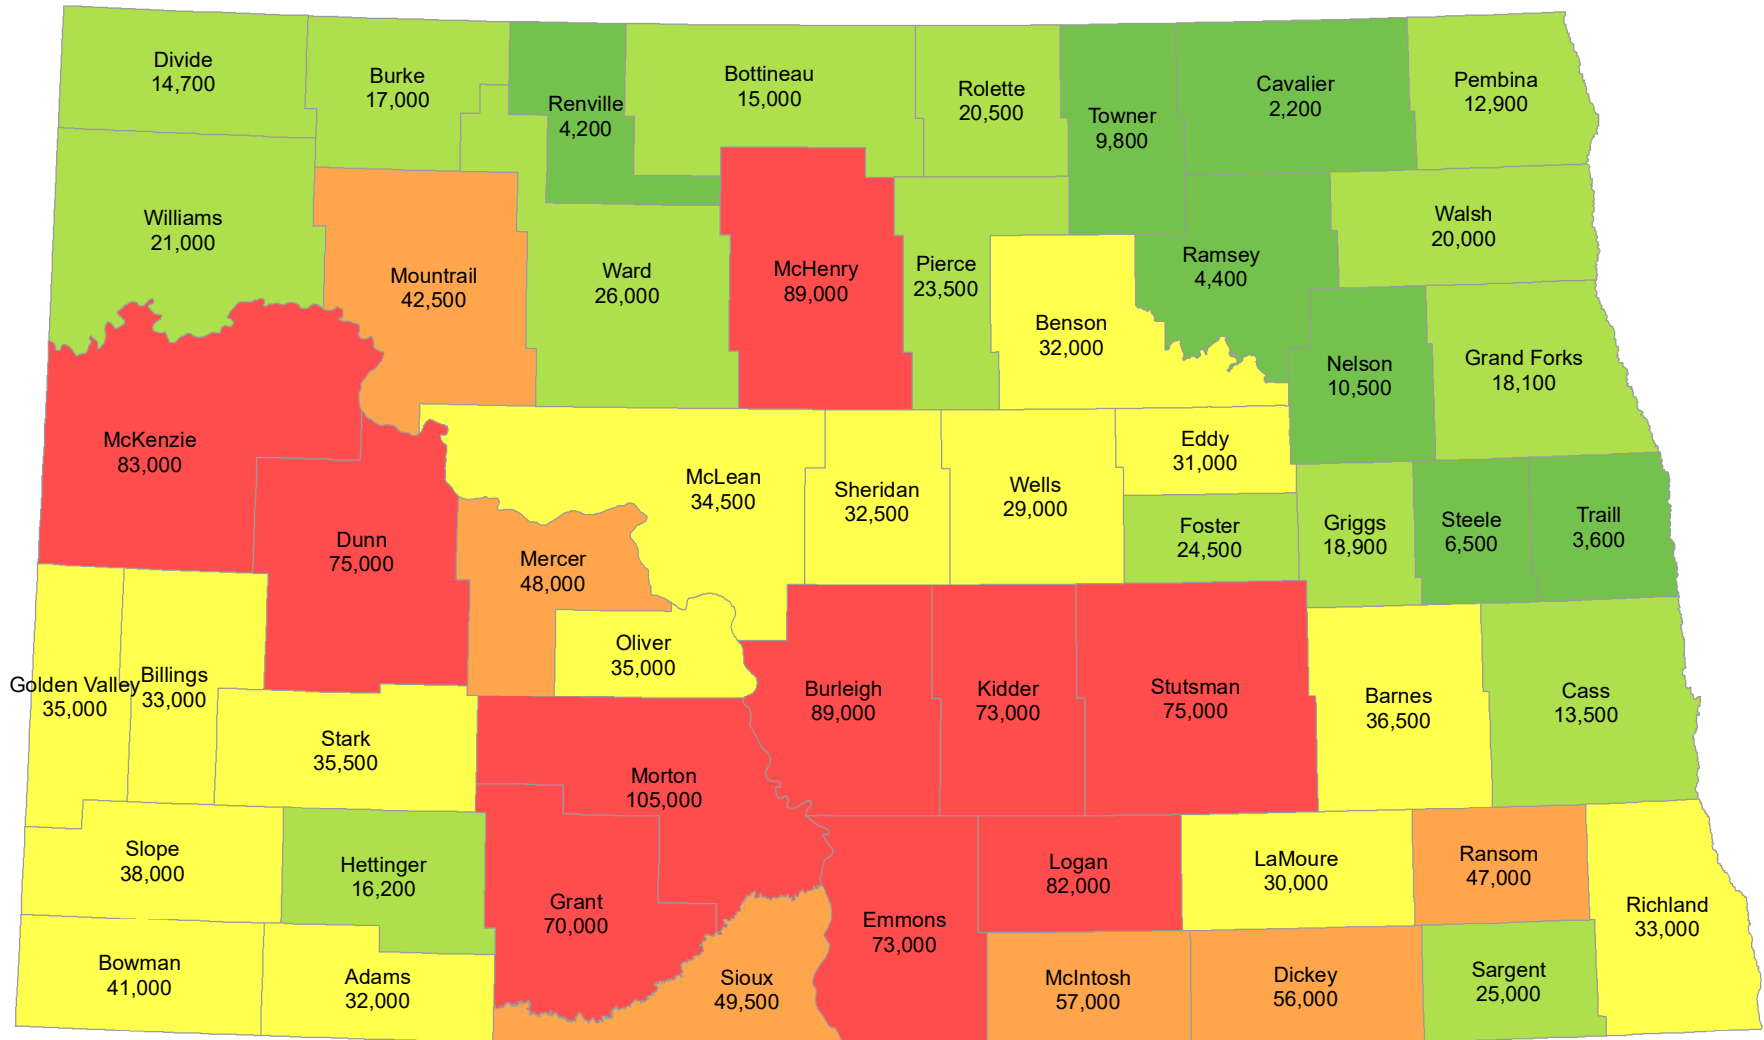 Divide
14,700
Burke
17,000
Renville
4,200
Bottineau
15,000
Rolette
20,500
Towner
9,800
Cavalier
2,200
Pembina
12,900
Williams
21,000
Mountrail
42,500
Ward
26,000
McHenry
89,000
Pierce
23,500
Benson
32,000
Ramsey
4,400
Walsh
20,000
Nelson
10,500
Grand Forks
18,100
McKenzie
83,000
Dunn
75,000
McLean
34,500
Sheridan
32,500
Wells
29,000
Eddy
31,000
Foster
24,500
Griggs
18,900
Steele
6,500
Traill
3,600
Mercer
48,000
Oliver
35,000
Golden Valley
35,000
Billings
33,000
Stark
35,500
Morton
105,000
Burleigh
89,000
Kidder
73,000
Stutsman
75,000
Barnes
36,500
Cass
13,500
Slope
38,000
Hettinger
16,200
Grant
70,000
Emmons
73,000
Logan
82,000
LaMoure
30,000
Ransom
47,000
Richland
33,000
Bowman
41,000
Adams
32,000
Sioux
49,500
McIntosh
57,000
Dickey
56,000
Sargent
25,000